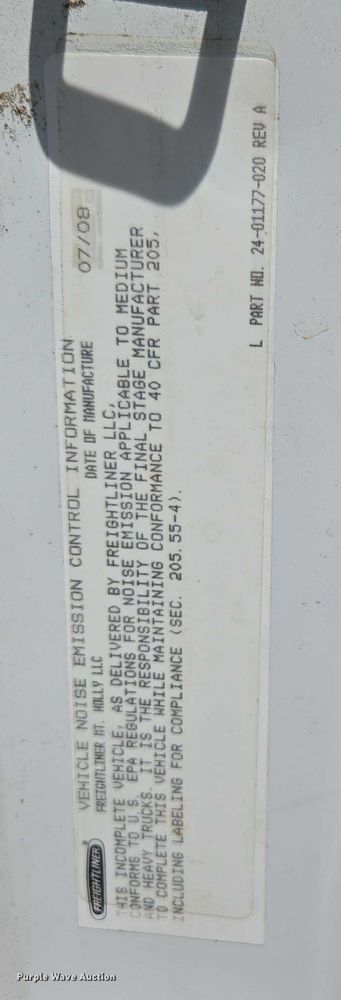 VEHICLE NOISE EMISSION CONTROL INFORMATION
FREIGHTLINER
FREIGHTLINER MT. HOLLY LLC DATE OF MANUFACTURE 07/08
THIS INCOMPLETE VEHICLE, AS DELIVERED BY FREIGHTLINER LLC,
CONFORMS TO U.S. EPA REGULATIONS FOR NOISE EMISSION APPLICABLE TO MEDIUM
AND HEAVY TRUCKS. IT IS THE RESPONSIBILITY OF THE FINAL STAGE MANUFACTURER
TO COMPLETE THIS VEHICLE WHILE MAINTAINING CONFORMANCE TO 40 CFR PART 205,
INCLUDING LABELING FOR COMPLIANCE (SEC. 205.55-4).
L PART NO. 24-01177-020 REV A
Purple Wave Auction